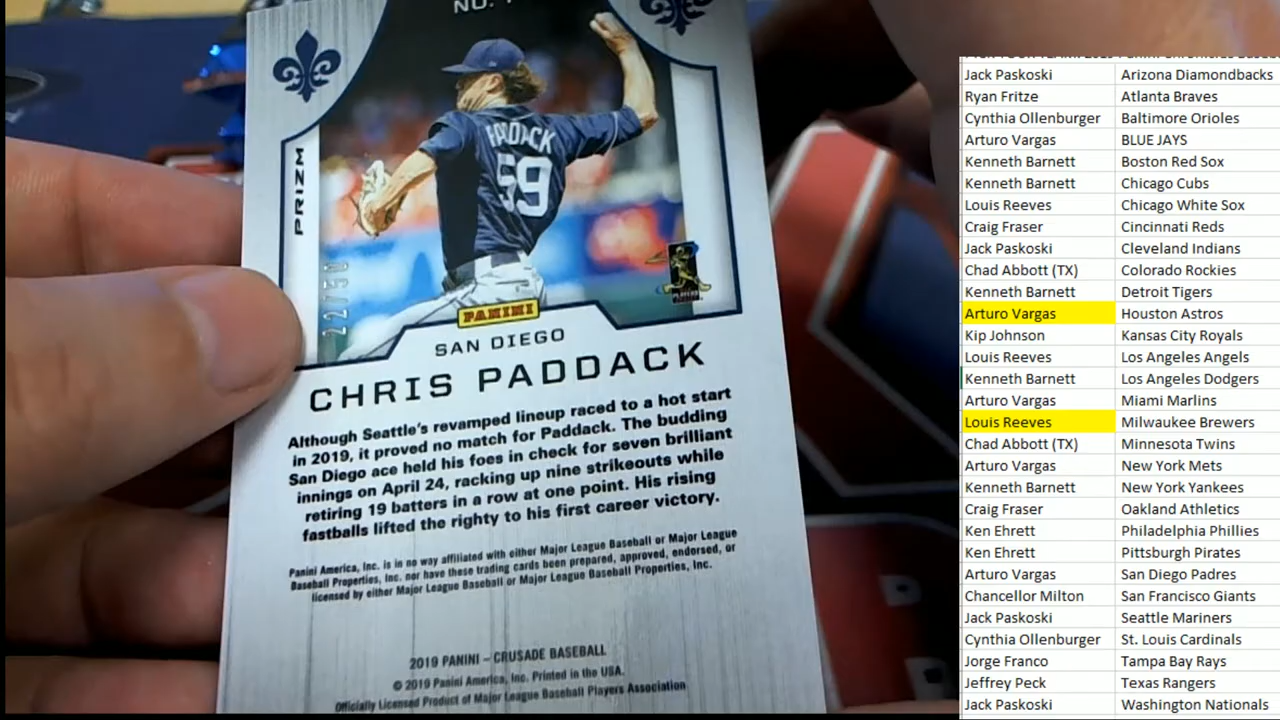 NO.
PRIZM
PADDACK
59
22/50
PLAYERS
PANINI
SAN DIEGO
CHRIS PADDACK
Although Seattle's revamped lineup raced to a hot start
in 2019, it proved no match for Paddack. The budding
San Diego ace held his foes in check for seven brilliant
innings on April 24, racking up nine strikeouts while
retiring 19 batters in a row at one point. His rising
fastballs lifted the righty to his first career victory.
Panini America, Inc. is in no way affiliated with either Major League Baseball or Major League
Baseball Properties, Inc. nor have these trading cards been prepared, approved, endorsed, or
licensed by either Major League Baseball or Major League Baseball Properties, Inc.
2019 PANINI – CRUSADE BASEBALL
© 2019 Panini America, Inc. Printed in the USA.
Officially Licensed Product of Major League Baseball Players Association
Jack Paskoski Arizona Diamondbacks
Ryan Fritze Atlanta Braves
Cynthia Ollenburger Baltimore Orioles
Arturo Vargas BLUE JAYS
Kenneth Barnett Boston Red Sox
Kenneth Barnett Chicago Cubs
Louis Reeves Chicago White Sox
Craig Fraser Cincinnati Reds
Jack Paskoski Cleveland Indians
Chad Abbott (TX) Colorado Rockies
Kenneth Barnett Detroit Tigers
Arturo Vargas Houston Astros
Kip Johnson Kansas City Royals
Louis Reeves Los Angeles Angels
Kenneth Barnett Los Angeles Dodgers
Arturo Vargas Miami Marlins
Louis Reeves Milwaukee Brewers
Chad Abbott (TX) Minnesota Twins
Arturo Vargas New York Mets
Kenneth Barnett New York Yankees
Craig Fraser Oakland Athletics
Ken Ehrett Philadelphia Phillies
Ken Ehrett Pittsburgh Pirates
Arturo Vargas San Diego Padres
Chancellor Milton San Francisco Giants
Jack Paskoski Seattle Mariners
Cynthia Ollenburger St. Louis Cardinals
Jorge Franco Tampa Bay Rays
Jeffrey Peck Texas Rangers
Jack Paskoski Washington Nationals